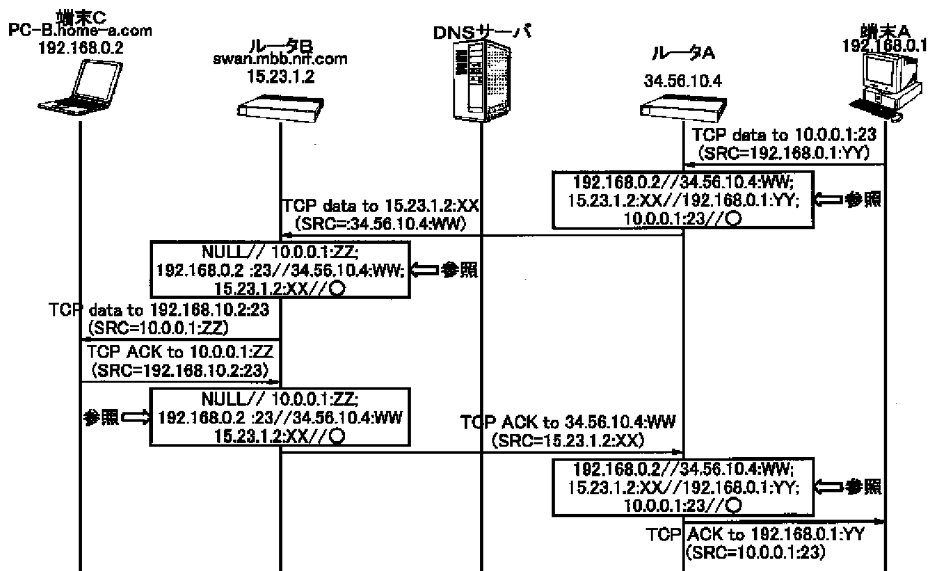 端末C
PC-B.home-a.com
192.168.0.2
ルータB
swan.mbb.nif.com
15.23.1.2
DNSサーバ
ルータA
34.56.10.4
端末A
192.168.0.1
TCP data to 10.0.0.1:23
(SRC=192.168.0.1:YY)
192.168.0.2//34.56.10.4:WW;
15.23.1.2:XX//192.168.0.1:YY;
10.0.0.1:23//○
参照
TCP data to 15.23.1.2:XX
(SRC=:34.56.10.4:WW)
NULL// 10.0.0.1:ZZ;
192.168.0.2 :23//34.56.10.4:WW;
15.23.1.2:XX//○
参照
TCP data to 192.168.10.2:23
(SRC=10.0.0.1:ZZ)
TCP ACK to 10.0.0.1:ZZ
(SRC=192.168.10.2:23)
参照
NULL// 10.0.0.1:ZZ;
192.168.0.2 :23//34.56.10.4:WW
15.23.1.2:XX//○
TCP ACK to 34.56.10.4:WW
(SRC=15.23.1.2:XX)
192.168.0.2//34.56.10.4:WW;
15.23.1.2:XX//192.168.0.1:YY;
10.0.0.1:23//○
参照
TCP ACK to 192.168.0.1:YY
(SRC=10.0.0.1:23)